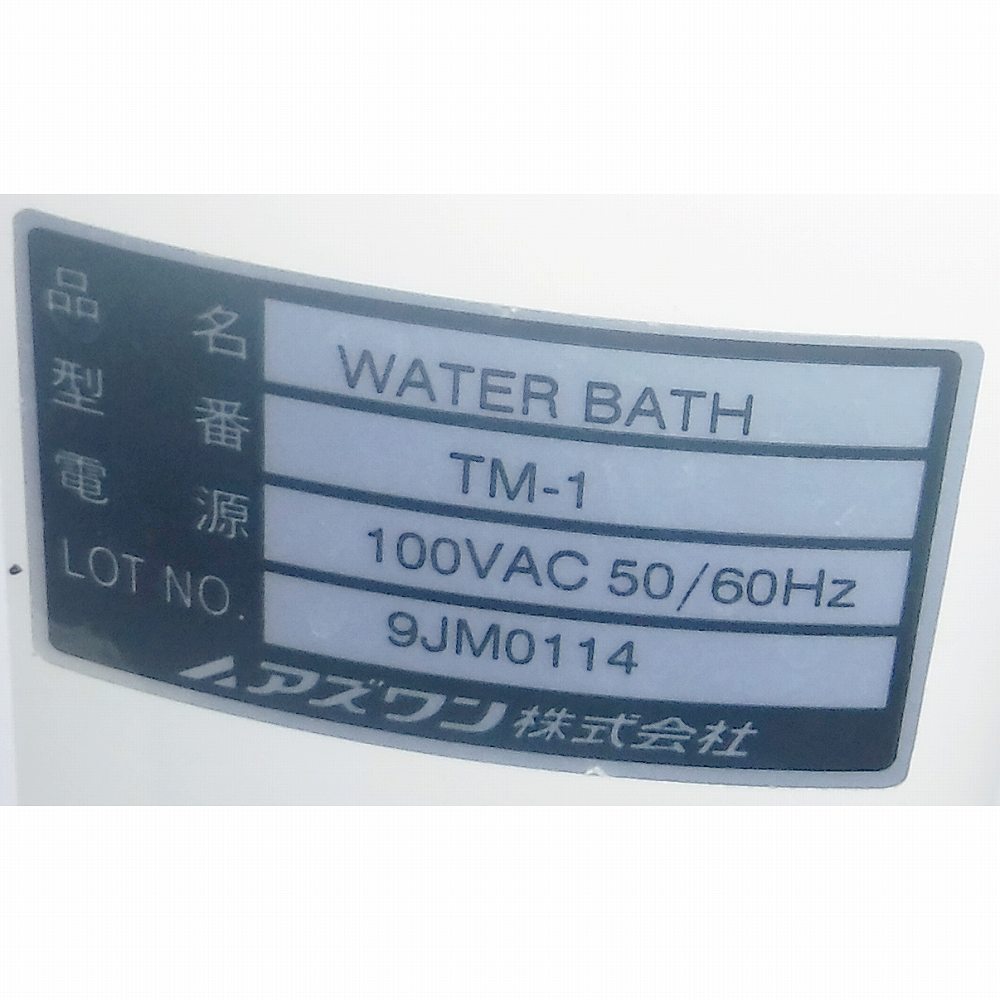 品名 WATER BATH
型番 TM-1
電源 100VAC 50/60Hz
LOT NO. 9JM0114
アズワン株式会社